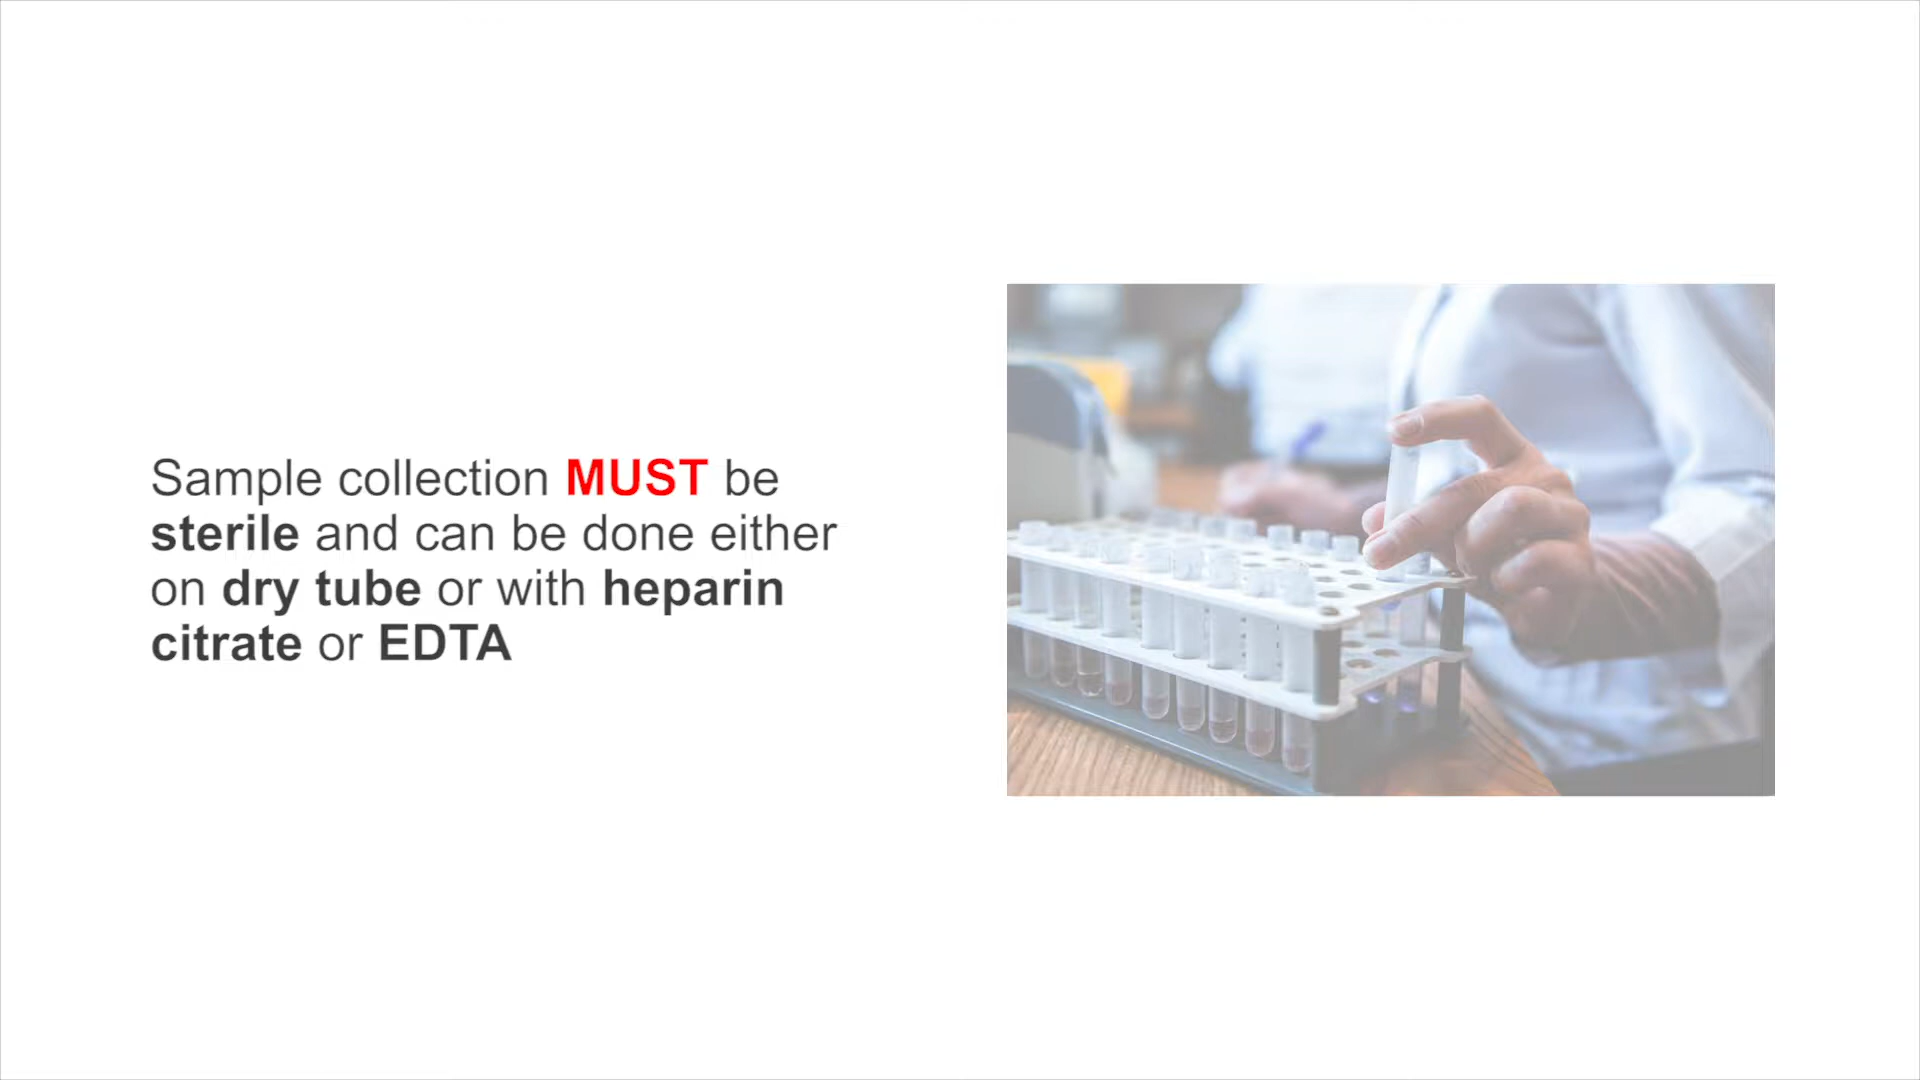 Sample collection MUST be
sterile and can be done either
on dry tube or with heparin
citrate or EDTA